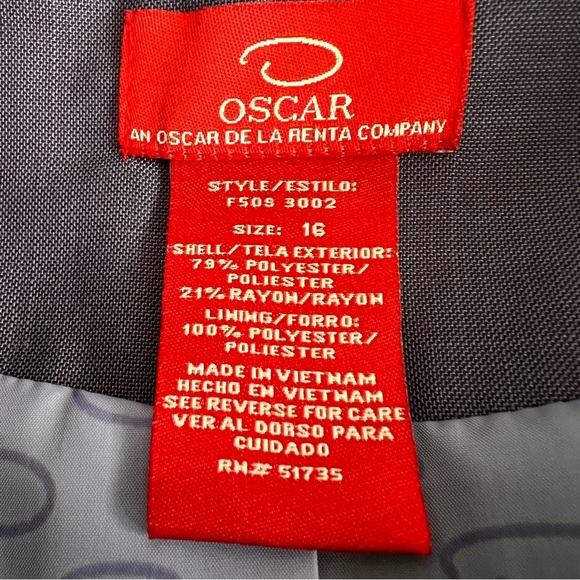 OSCAR
AN OSCAR DE LA RENTA COMPANY
STYLE/ESTILO:
F509 3002
SIZE: 16
SHELL/TELA EXTERIOR:
79% POLYESTER/
POLIESTER
21% RAYON/RAYON
LINING/FORRO:
100% POLYESTER/
POLIESTER
MADE IN VIETNAM
HECHO EN VIETNAM
SEE REVERSE FOR CARE
VER AL DORSO PARA
CUIDADO
RN# 51735